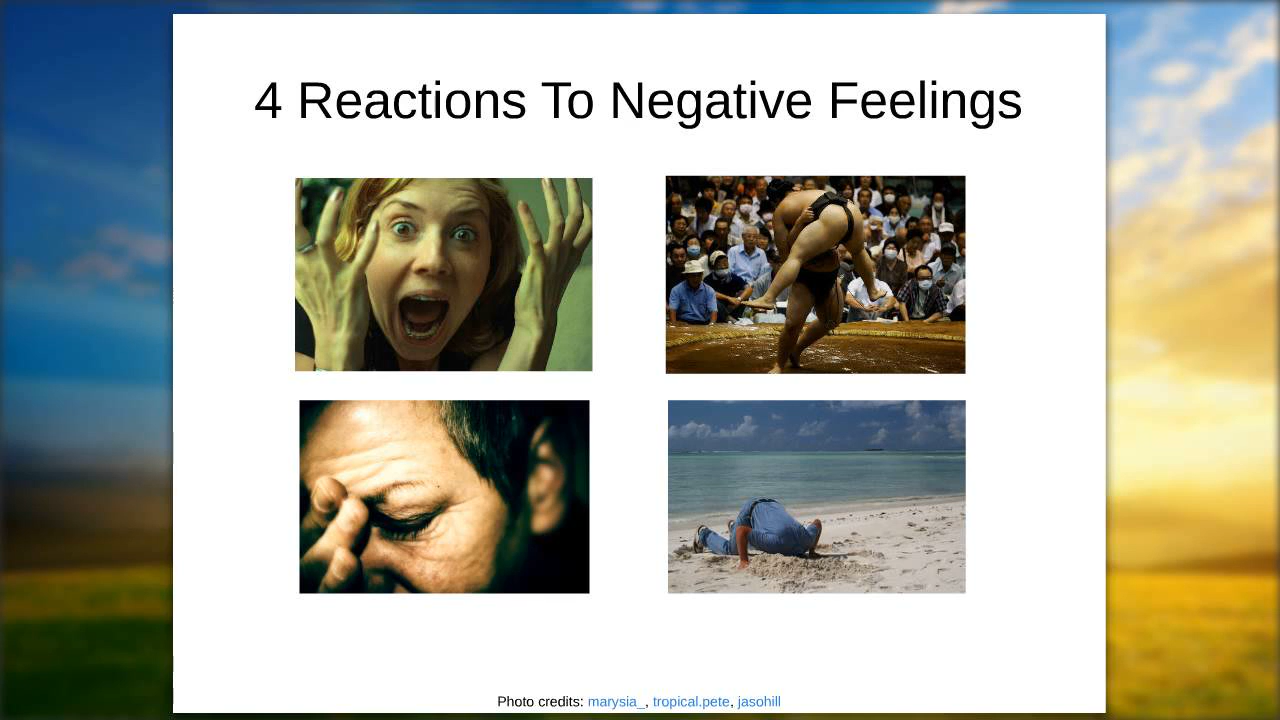 4 Reactions To Negative Feelings
Photo credits: marysia_, tropical.pete, jasohill